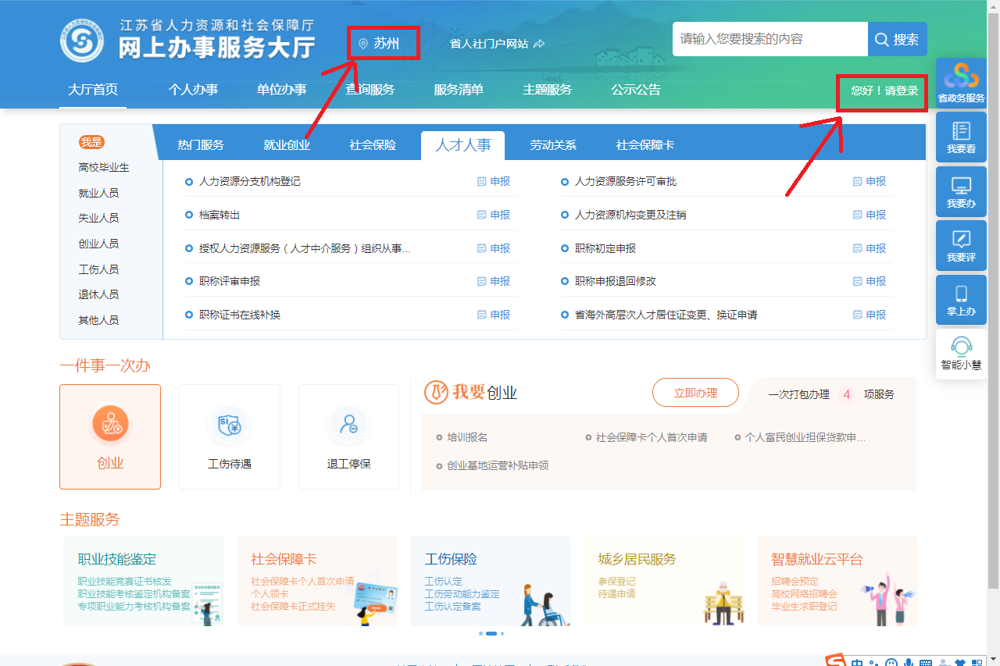 江苏省人力资源和社会保障厅
网上办事服务大厅
苏州
省人社门户网站
请输入您要搜索的内容
搜索
大厅首页 个人办事 单位办事 查询服务 服务清单 主题服务 公示公告
您好！请登录
省政务服务
我要看
我要办
我要评
掌上办
智能小慧
我是
高校毕业生
就业人员
失业人员
创业人员
工伤人员
退休人员
其他人员
热门服务 就业创业 社会保险 人才人事 劳动关系 社会保障卡
人力资源分支机构登记 申报
人力资源服务许可审批 申报
档案转出 申报
人力资源机构变更及注销 申报
授权人力资源服务（人才中介服务）组织从事... 申报
职称初定申报 申报
职称评审申报 申报
职称申报退回修改 申报
职称证书在线补换 申报
省海外高层次人才居住证变更、换证申请 申报
一件事一次办
创业
工伤待遇
退工停保
我要创业
立即办理
一次打包办理 4 项服务
培训报名
社会保障卡个人首次申请
个人富民创业担保贷款申...
创业基地运营补贴申领
主题服务
职业技能鉴定
职业技能竞赛证书核发
职业技能考核鉴定机构备案
专项职业能力考核机构备案
社会保障卡
社会保障卡个人首次申请
个人领卡
社会保障卡正式挂失
工伤保险
工伤认定
工伤劳动能力鉴定
工伤认定备案
城乡居民服务
参保登记
待遇申请
智慧就业云平台
招聘会预定
高校网络招聘会
毕业生求职登记
中